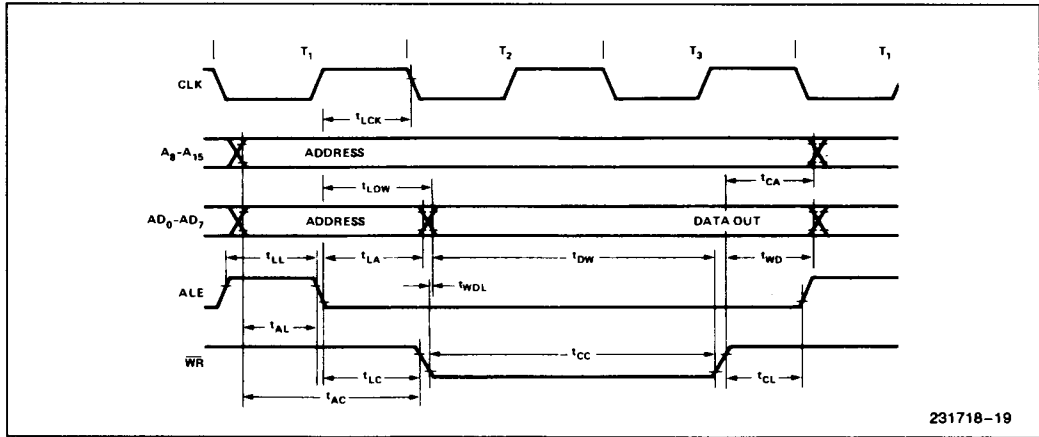 T₁ T₂ T₃ T₁
CLK
tLCK
A₈-A₁₅ ADDRESS
tLDW tCA
AD₀-AD₇ ADDRESS DATA OUT
tLL tLA tDW tWD
tWDL
ALE
tAL
tCC
WR
tLC tCL
tAC
231718-19